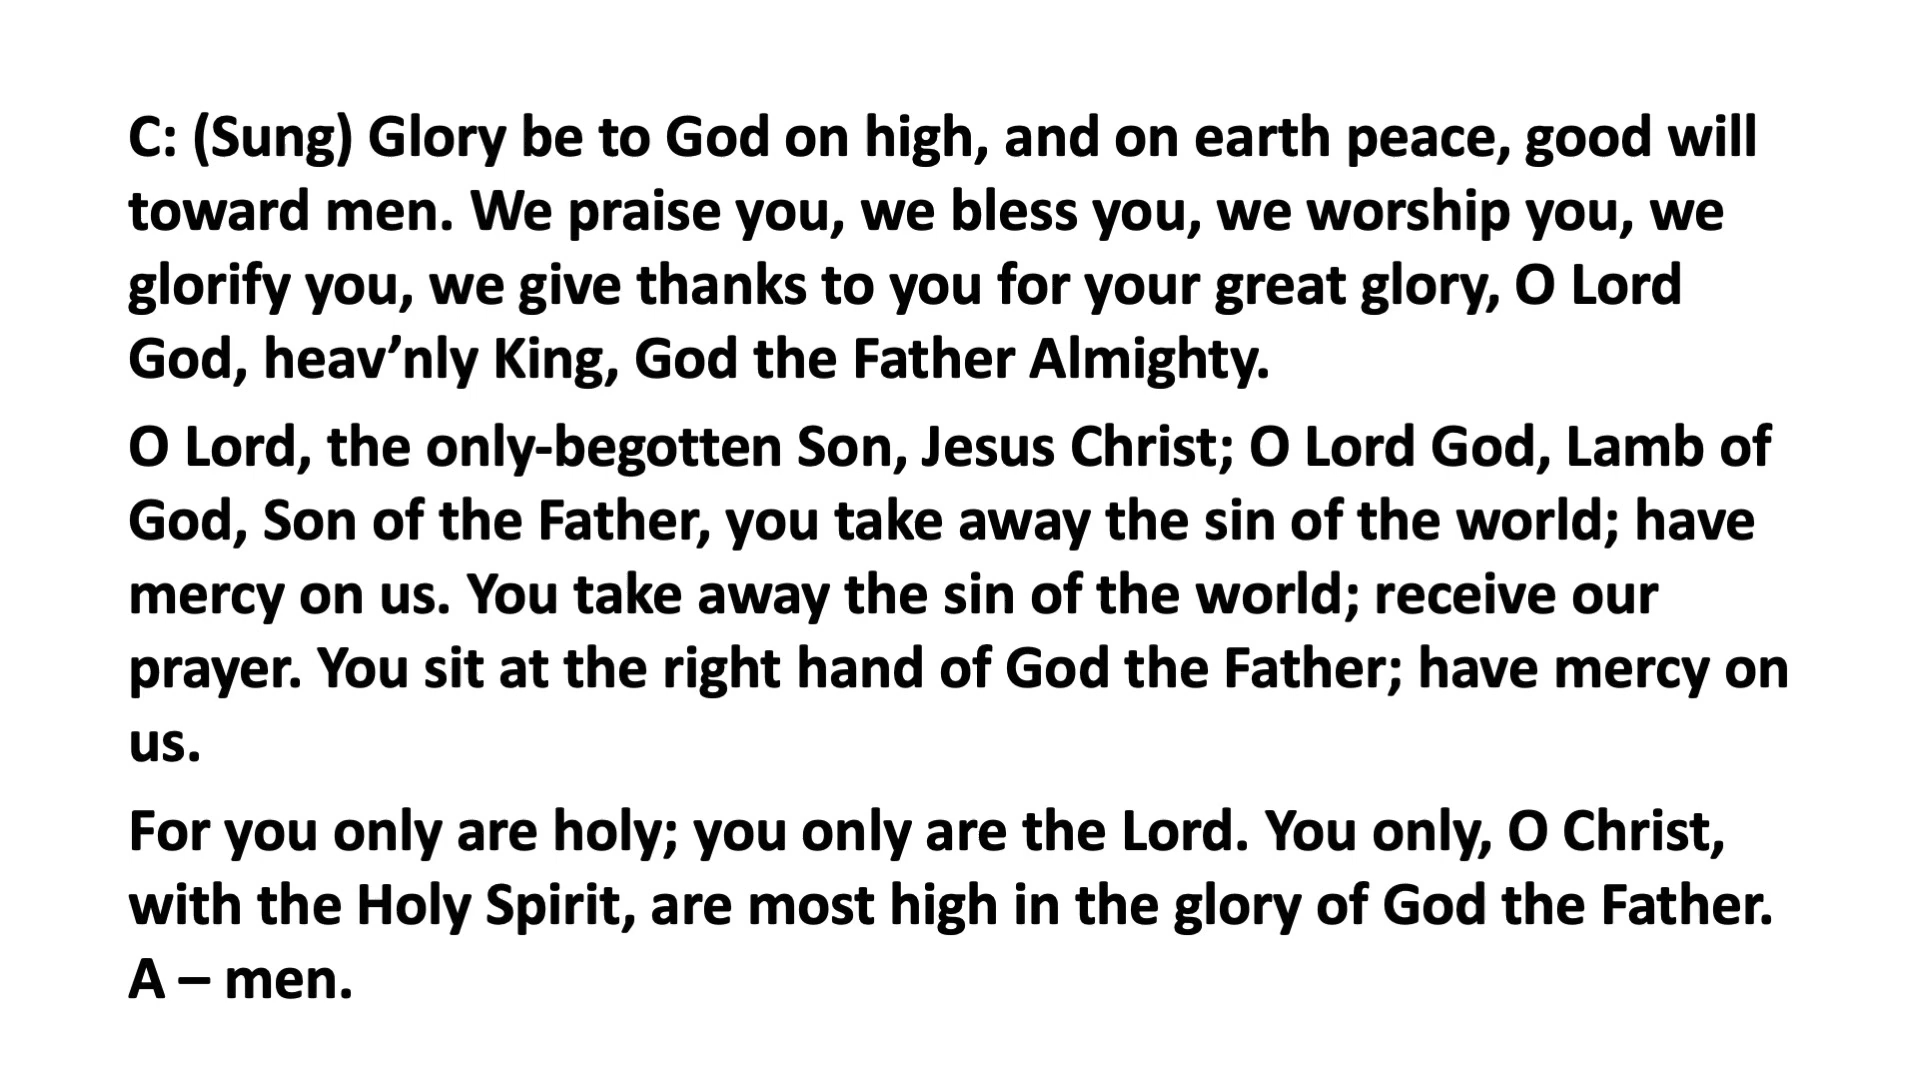 C: (Sung) Glory be to God on high, and on earth peace, good will
toward men. We praise you, we bless you, we worship you, we
glorify you, we give thanks to you for your great glory, O Lord
God, heav’nly King, God the Father Almighty.
O Lord, the only-begotten Son, Jesus Christ; O Lord God, Lamb of
God, Son of the Father, you take away the sin of the world; have
mercy on us. You take away the sin of the world; receive our
prayer. You sit at the right hand of God the Father; have mercy on
us.
For you only are holy; you only are the Lord. You only, O Christ,
with the Holy Spirit, are most high in the glory of God the Father.
A – men.